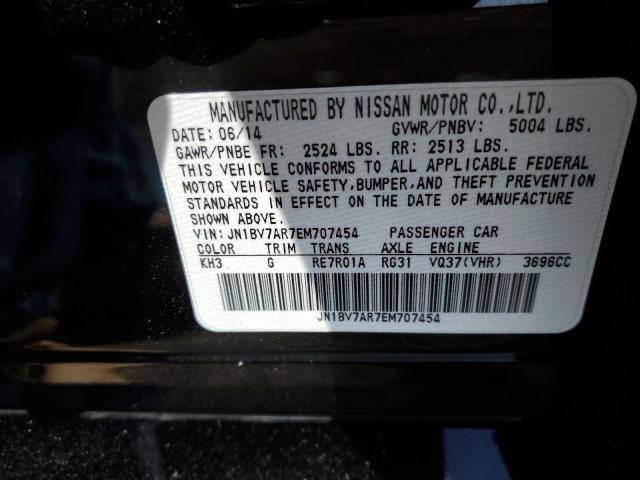 MANUFACTURED BY NISSAN MOTOR CO.,LTD.
DATE: 06/14 GVWR/PNBV: 5004 LBS.
GAWR/PNBE FR: 2524 LBS. RR: 2513 LBS.
THIS VEHICLE CONFORMS TO ALL APPLICABLE FEDERAL
MOTOR VEHICLE SAFETY,BUMPER,AND THEFT PREVENTION
STANDARDS IN EFFECT ON THE DATE OF MANUFACTURE
SHOWN ABOVE.
VIN: JN1BV7AR7EM707454 PASSENGER CAR
COLOR TRIM TRANS AXLE ENGINE
KH3 G RE7R01A RG31 VQ37(VHR) 3696CC
JN1BV7AR7EM707454